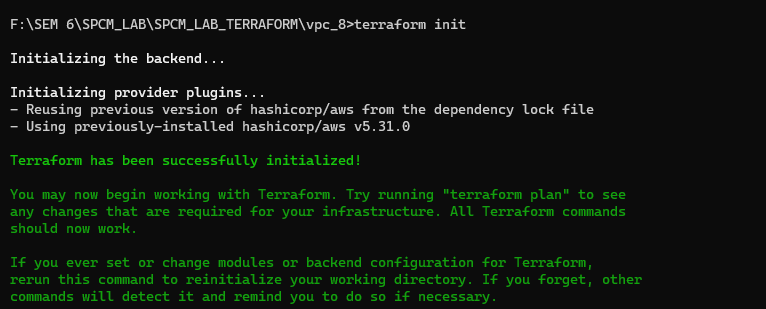 F:\SEM 6\SPCM_LAB\SPCM_LAB_TERRAFORM\vpc_8>terraform init
Initializing the backend...
Initializing provider plugins...
- Reusing previous version of hashicorp/aws from the dependency lock file
- Using previously-installed hashicorp/aws v5.31.0
Terraform has been successfully initialized!
You may now begin working with Terraform. Try running "terraform plan" to see
any changes that are required for your infrastructure. All Terraform commands
should now work.
If you ever set or change modules or backend configuration for Terraform,
rerun this command to reinitialize your working directory. If you forget, other
commands will detect it and remind you to do so if necessary.